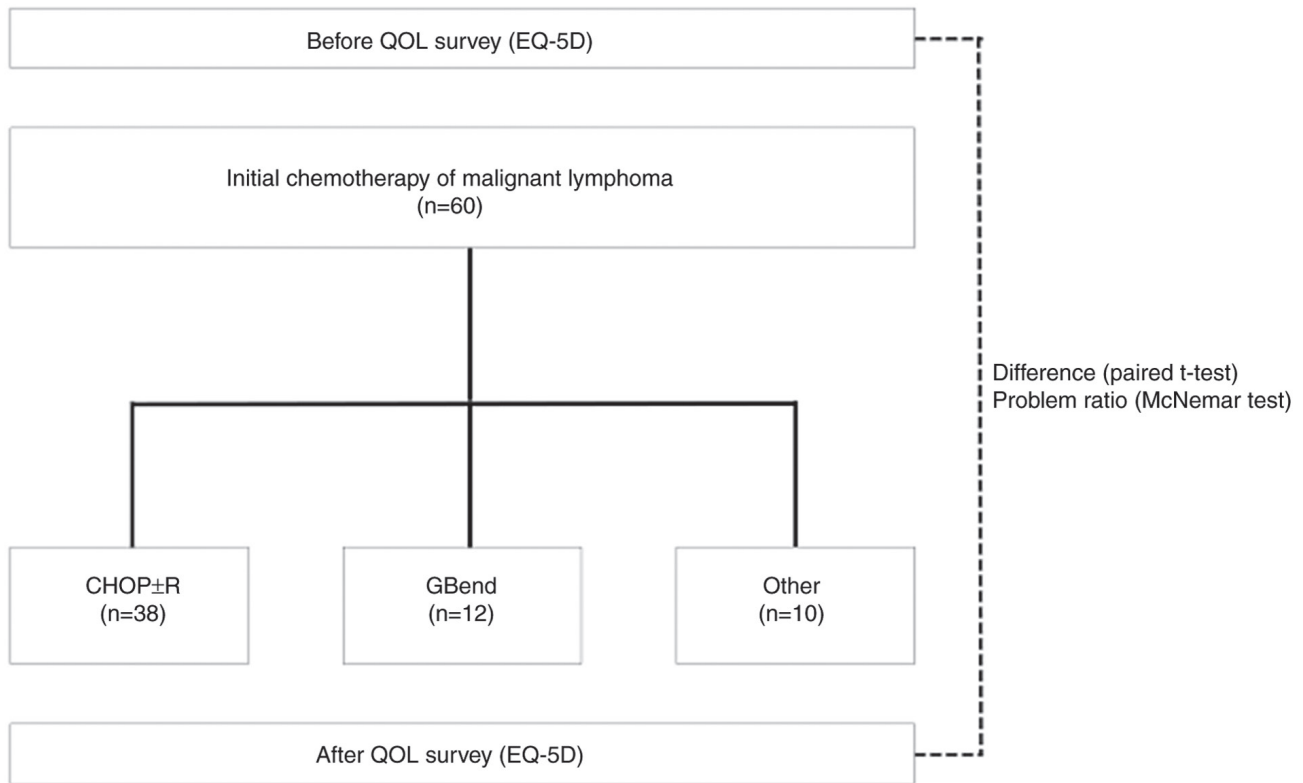 Before QOL survey (EQ-5D)
Initial chemotherapy of malignant lymphoma
(n=60)
Difference (paired t-test)
Problem ratio (McNemar test)
CHOP±R
(n=38)
GBend
(n=12)
Other
(n=10)
After QOL survey (EQ-5D)